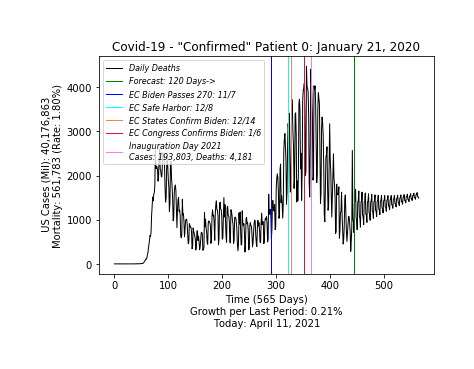 Covid-19 - "Confirmed" Patient 0: January 21, 2020
Daily Deaths
Forecast: 120 Days->
EC Biden Passes 270: 11/7
EC Safe Harbor: 12/8
EC States Confirm Biden: 12/14
EC Congress Confirms Biden: 1/6
Inauguration Day 2021
Cases: 193,803, Deaths: 4,181
US Cases (Mil): 40,176,863
Mortality: 561,783 (Rate: 1.80%)
4000
3000
2000
1000
0
0 100 200 300 400 500
Time (565 Days)
Growth per Last Period: 0.21%
Today: April 11, 2021